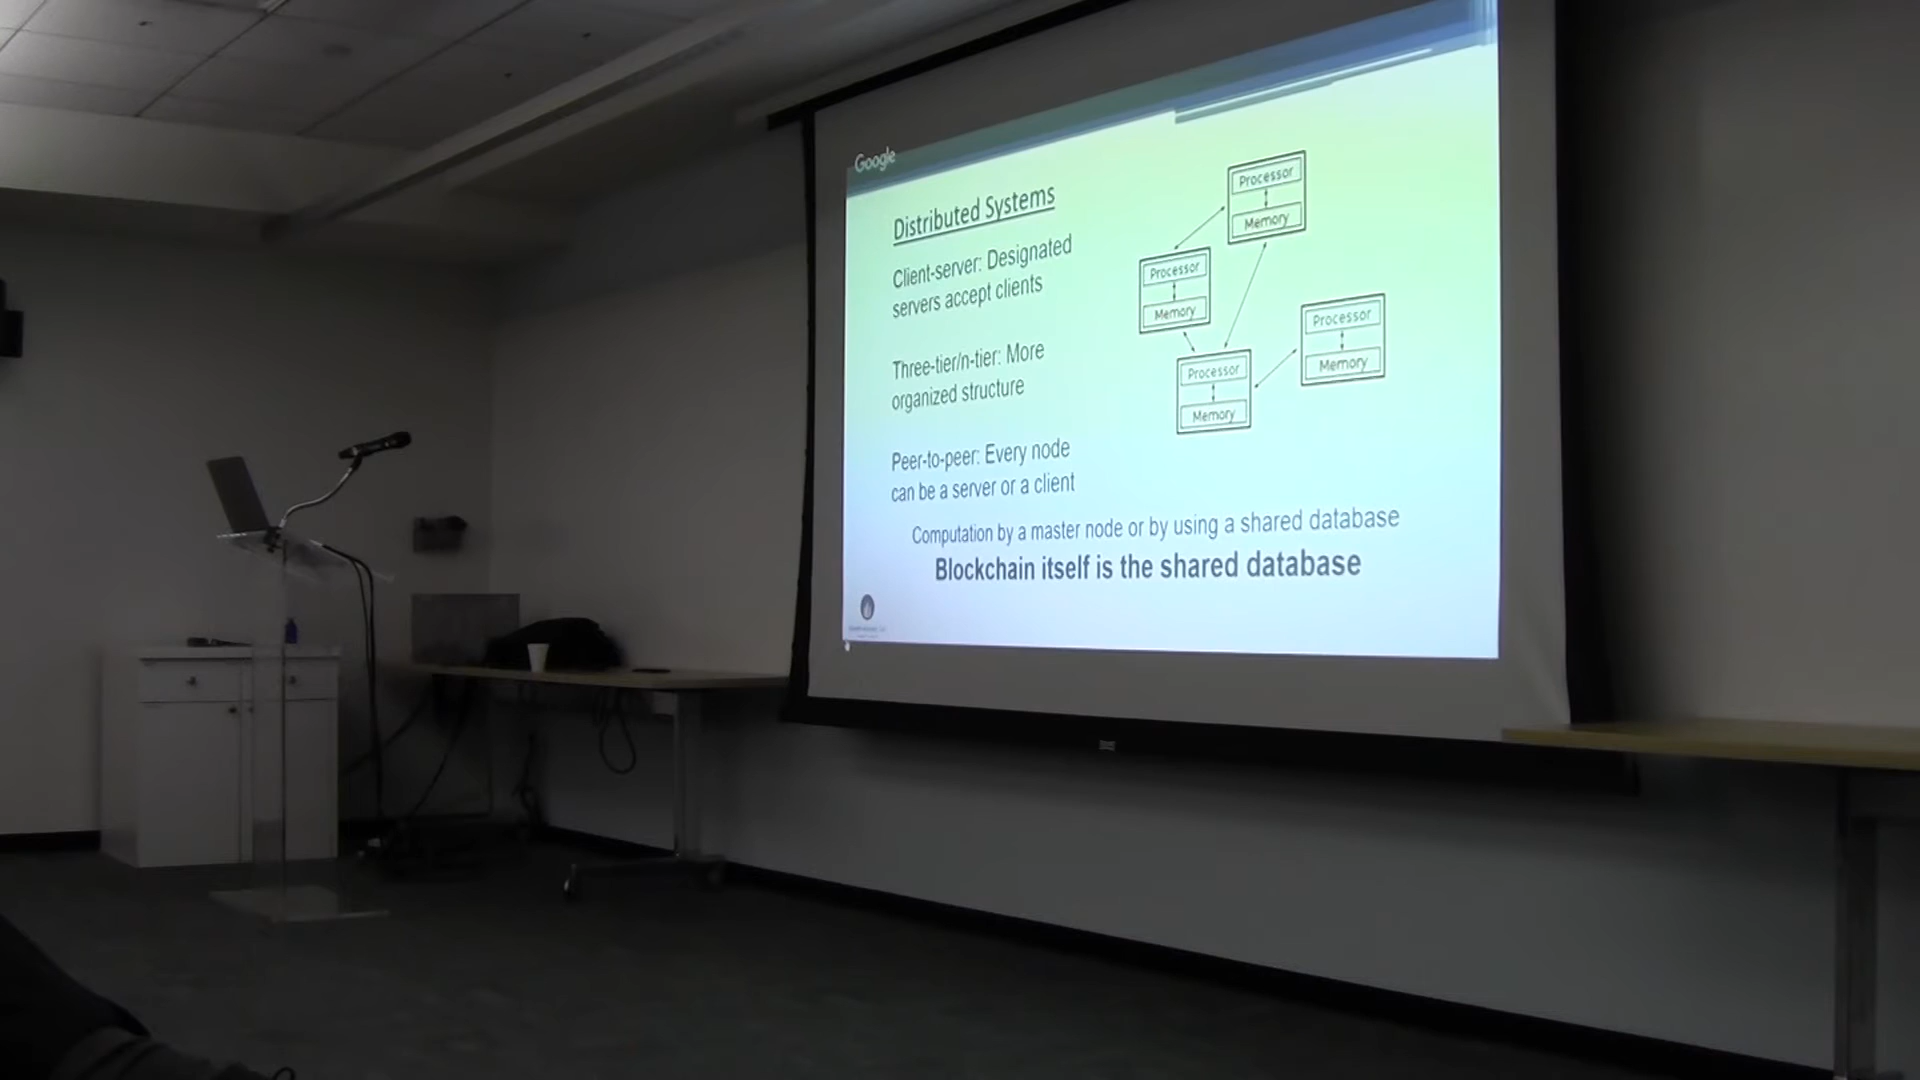 Google
Distributed Systems
Client-server: Designated
servers accept clients
Three-tier/n-tier: More
organized structure
Peer-to-peer: Every node
can be a server or a client
Processor
Memory
Processor
Memory
Processor
Memory
Processor
Memory
Computation by a master node or by using a shared database
Blockchain itself is the shared database